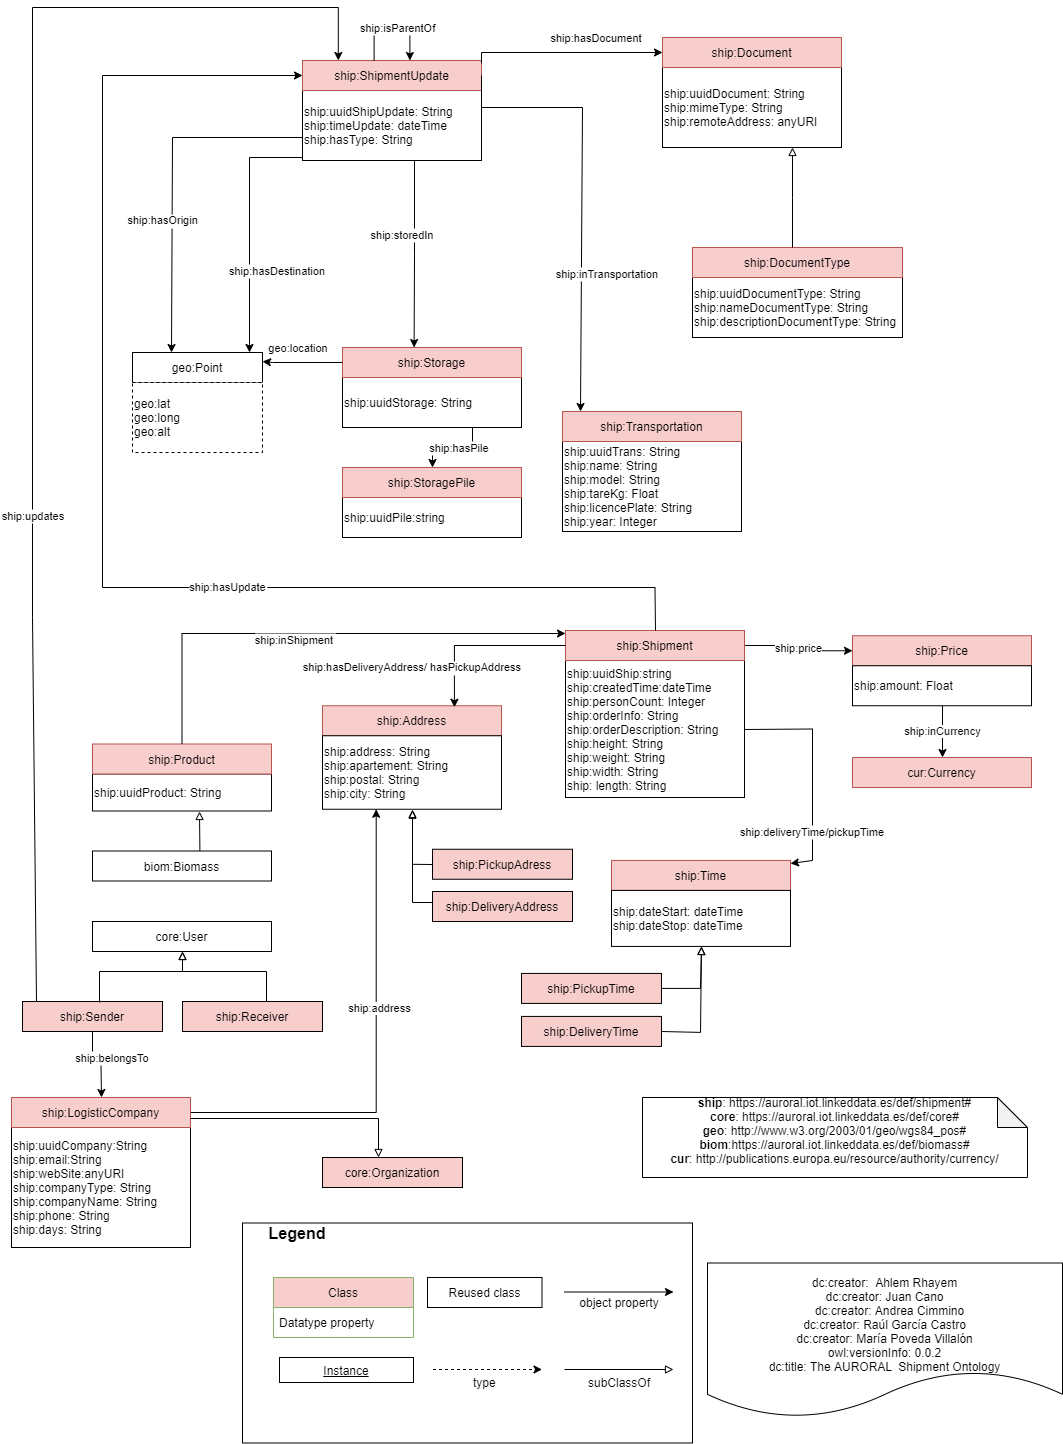 ship:isParentOf
ship:hasDocument
ship:Document
ship:uuidDocument: String
ship:mimeType: String
ship:remoteAddress: anyURI
ship:ShipmentUpdate
ship:uuidShipUpdate: String
ship:timeUpdate: dateTime
ship:hasType: String
ship:hasOrigin
ship:storedIn
ship:hasDestination
ship:inTransportation
ship:DocumentType
ship:uuidDocumentType: String
ship:nameDocumentType: String
ship:descriptionDocumentType: String
geo:location
geo:Point
geo:lat
geo:long
geo:alt
ship:Storage
ship:uuidStorage: String
ship:hasPile
ship:StoragePile
ship:uuidPile:string
ship:Transportation
ship:uuidTrans: String
ship:name: String
ship:model: String
ship:tareKg: Float
ship:licencePlate: String
ship:year: Integer
ship:updates
ship:hasUpdate
ship:inShipment
ship:hasDeliveryAddress/ hasPickupAddress
ship:Shipment
ship:uuidShip:string
ship:createdTime:dateTime
ship:personCount: Integer
ship:orderInfo: String
ship:orderDescription: String
ship:height: String
ship:weight: String
ship:width: String
ship: length: String
ship:price
ship:Price
ship:amount: Float
ship:inCurrency
cur:Currency
ship:Address
ship:address: String
ship:apartement: String
ship:postal: String
ship:city: String
ship:Product
ship:uuidProduct: String
biom:Biomass
ship:deliveryTime/pickupTime
ship:PickupAdress
ship:DeliveryAddress
ship:Time
ship:dateStart: dateTime
ship:dateStop: dateTime
core:User
ship:PickupTime
ship:DeliveryTime
ship:Sender
ship:Receiver
ship:address
ship:belongsTo
ship:LogisticCompany
ship:uuidCompany:String
ship:email:String
ship:webSite:anyURI
ship:companyType: String
ship:companyName: String
ship:phone: String
ship:days: String
core:Organization
ship: https://auroral.iot.linkeddata.es/def/shipment#
core: https://auroral.iot.linkeddata.es/def/core#
geo: http://www.w3.org/2003/01/geo/wgs84_pos#
biom:https://auroral.iot.linkeddata.es/def/biomass#
cur: http://publications.europa.eu/resource/authority/currency/
Legend
Class
Datatype property
Reused class
object property
Instance
type
subClassOf
dc:creator:  Ahlem Rhayem
dc:creator: Juan Cano
dc:creator: Andrea Cimmino
dc:creator: Raúl García Castro
dc:creator: María Poveda Villalón
owl:versionInfo: 0.0.2
dc:title: The AURORAL  Shipment Ontology